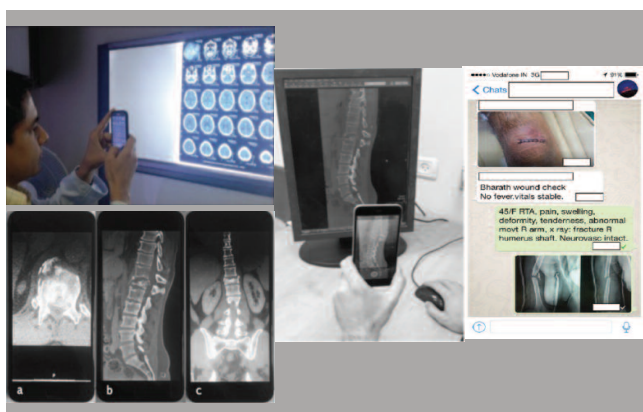 a
b
c
Vodafone IN 3G
91%
Chats
Bharath wound check
No fever.vitals stable.
45/F RTA, pain, swelling,
deformity, tenderness, abnormal
movt R arm, x ray: fracture R
humerus shaft. Neurovasc intact.